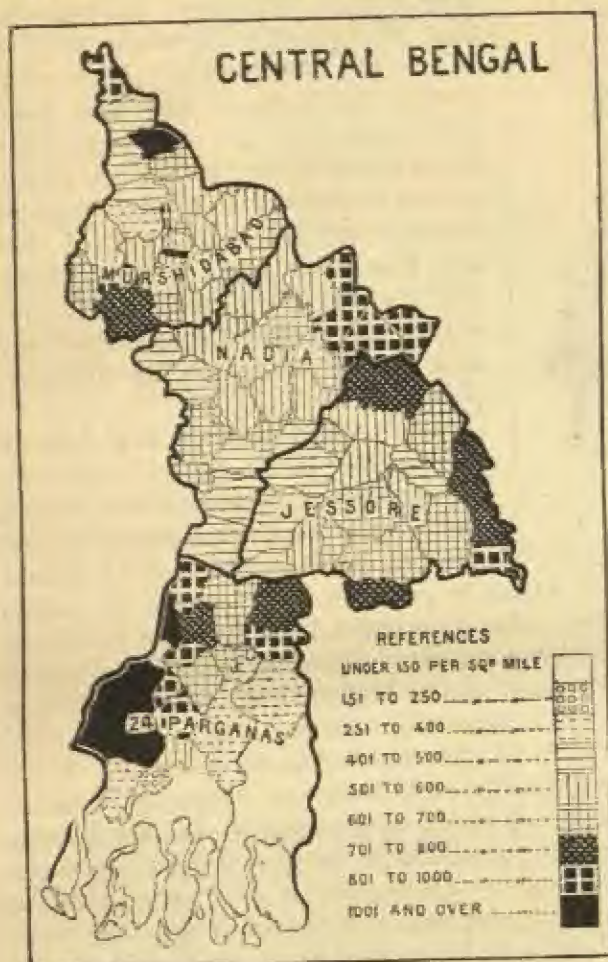 CENTRAL BENGAL
MURSHIDABAD
NADIA
JESSORE
24 PARGANAS
REFERENCES
UNDER 150 PER SQR MILE
151 TO 250
251 TO 400
401 TO 500
501 TO 600
601 TO 700
701 TO 800
801 TO 1000
1001 AND OVER